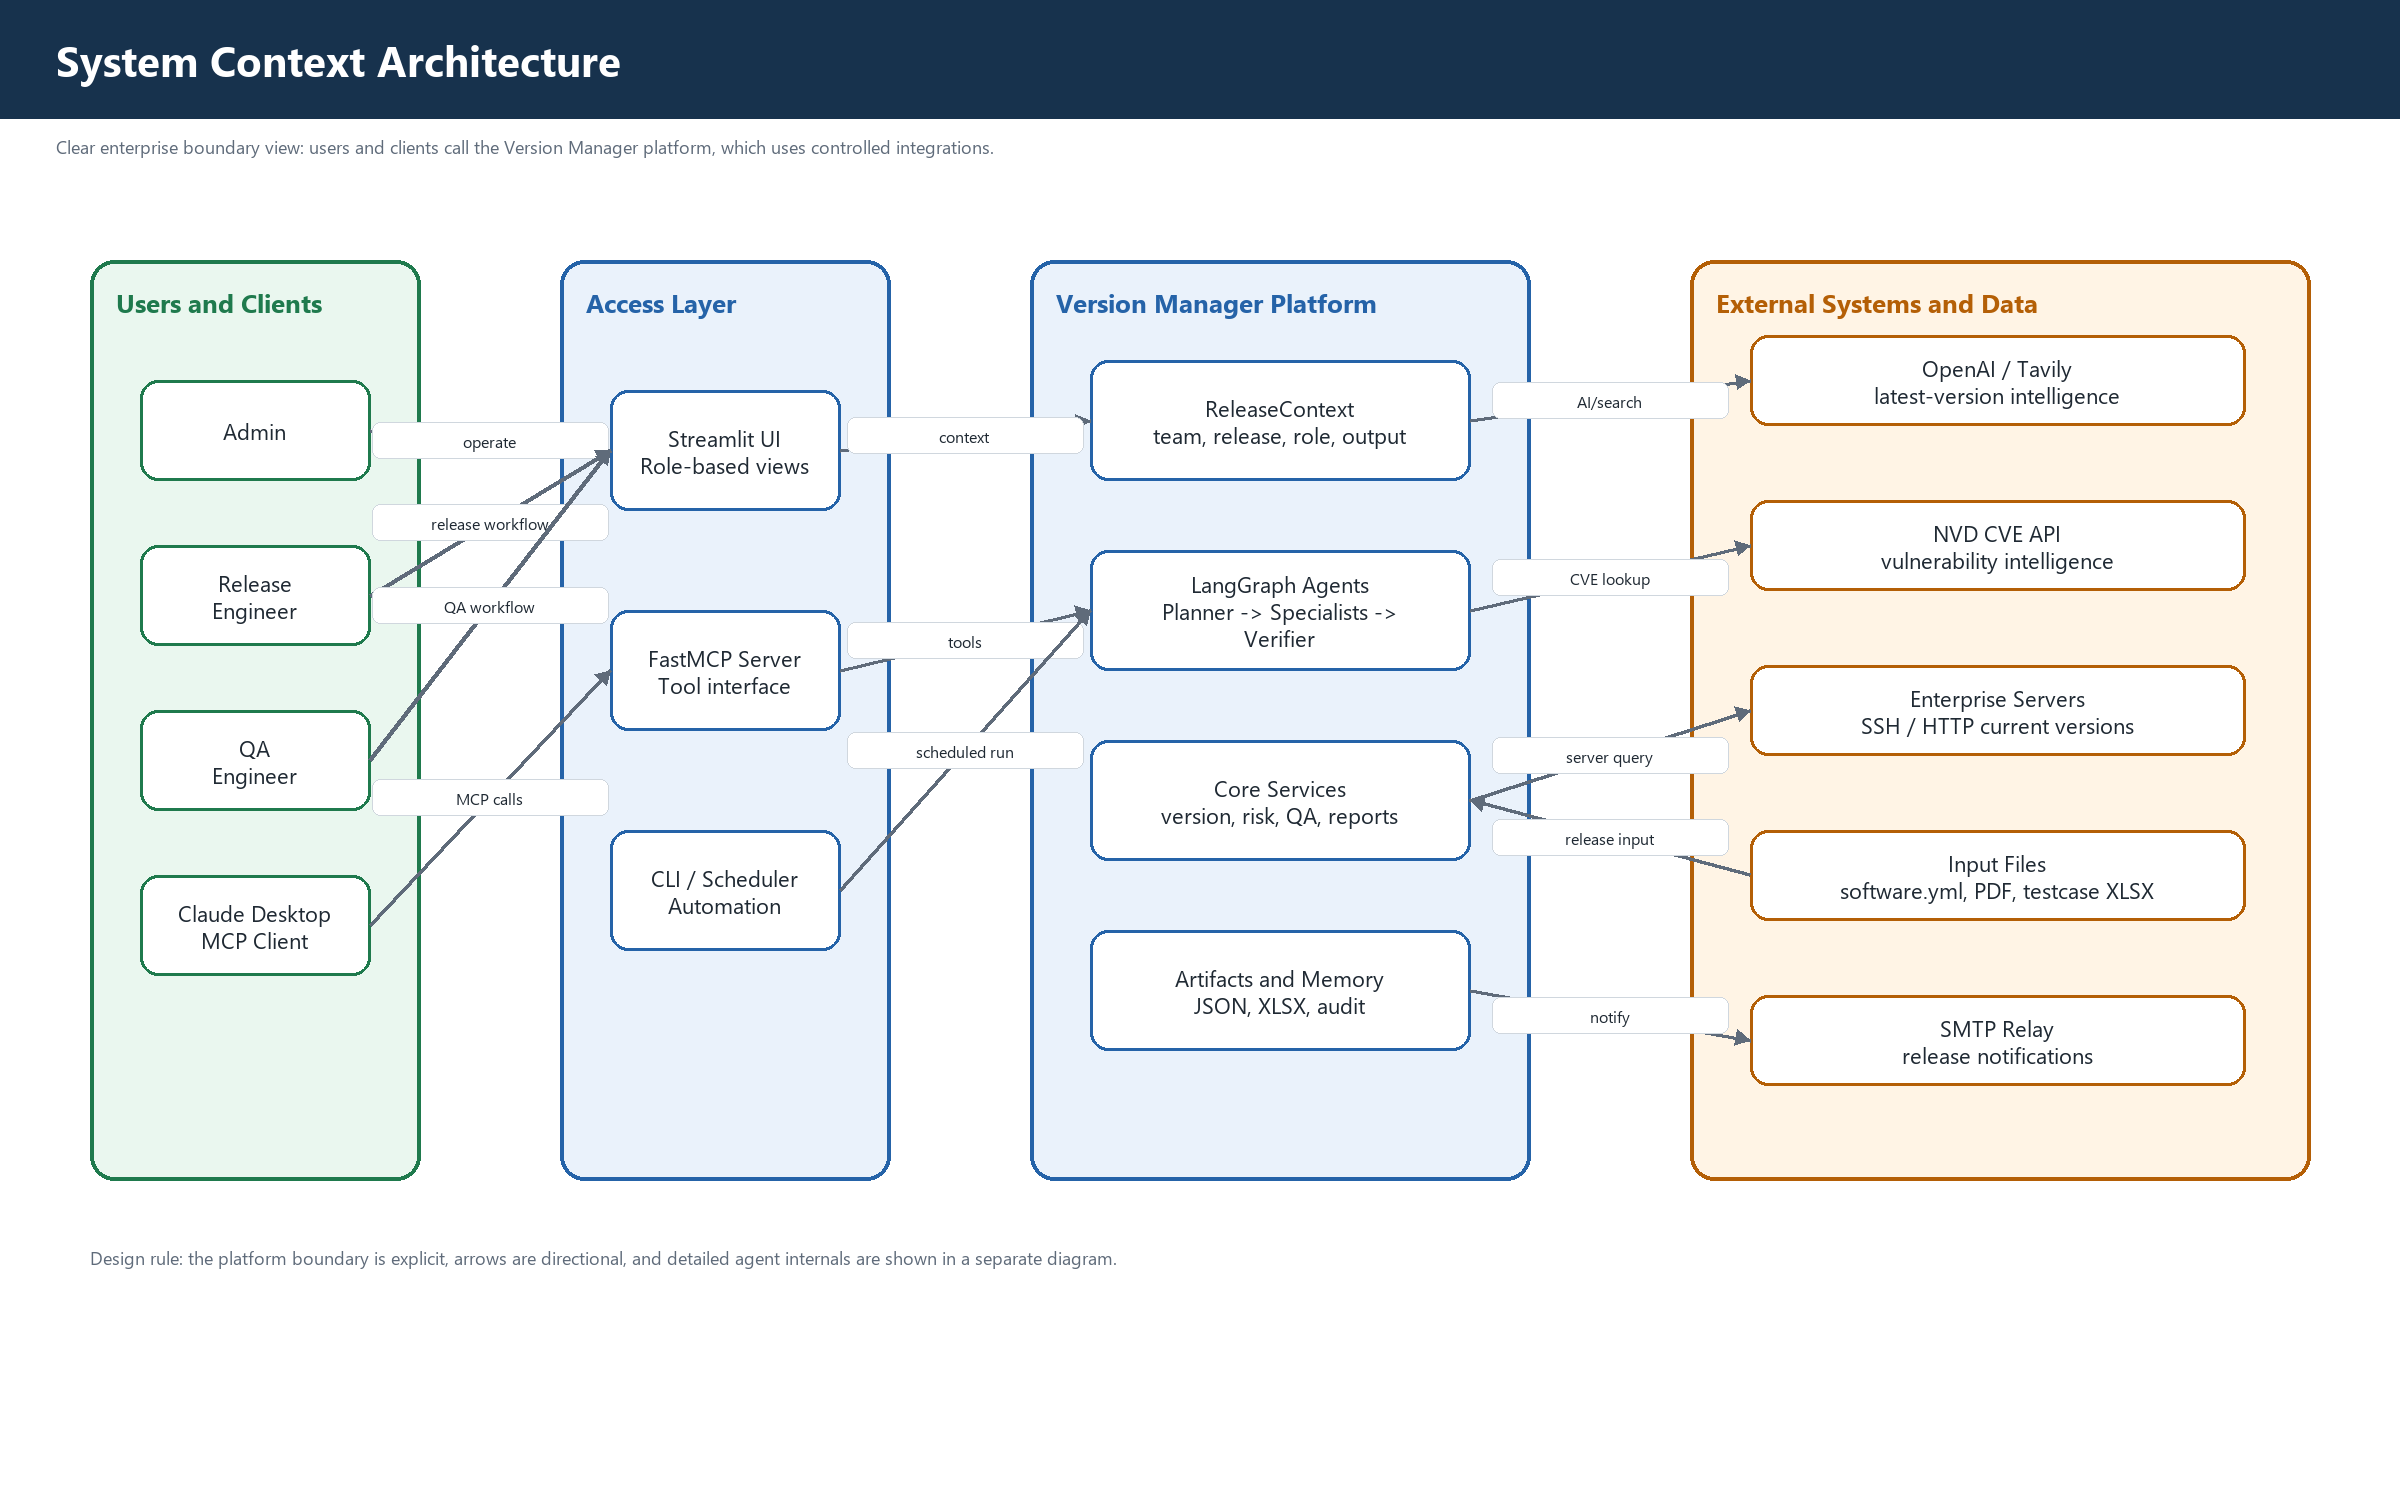 System Context Architecture
Clear enterprise boundary view: users and clients call the Version Manager platform, which uses controlled integrations.
Users and Clients
Admin
Release
Engineer
QA
Engineer
Claude Desktop
MCP Client
operate
release workflow
QA workflow
MCP calls
Access Layer
Streamlit UI
Role-based views
FastMCP Server
Tool interface
CLI / Scheduler
Automation
context
tools
scheduled run
Version Manager Platform
ReleaseContext
team, release, role, output
LangGraph Agents
Planner -> Specialists ->
Verifier
Core Services
version, risk, QA, reports
Artifacts and Memory
JSON, XLSX, audit
AI/search
CVE lookup
server query
release input
notify
External Systems and Data
OpenAI / Tavily
latest-version intelligence
NVD CVE API
vulnerability intelligence
Enterprise Servers
SSH / HTTP current versions
Input Files
software.yml, PDF, testcase XLSX
SMTP Relay
release notifications
Design rule: the platform boundary is explicit, arrows are directional, and detailed agent internals are shown in a separate diagram.